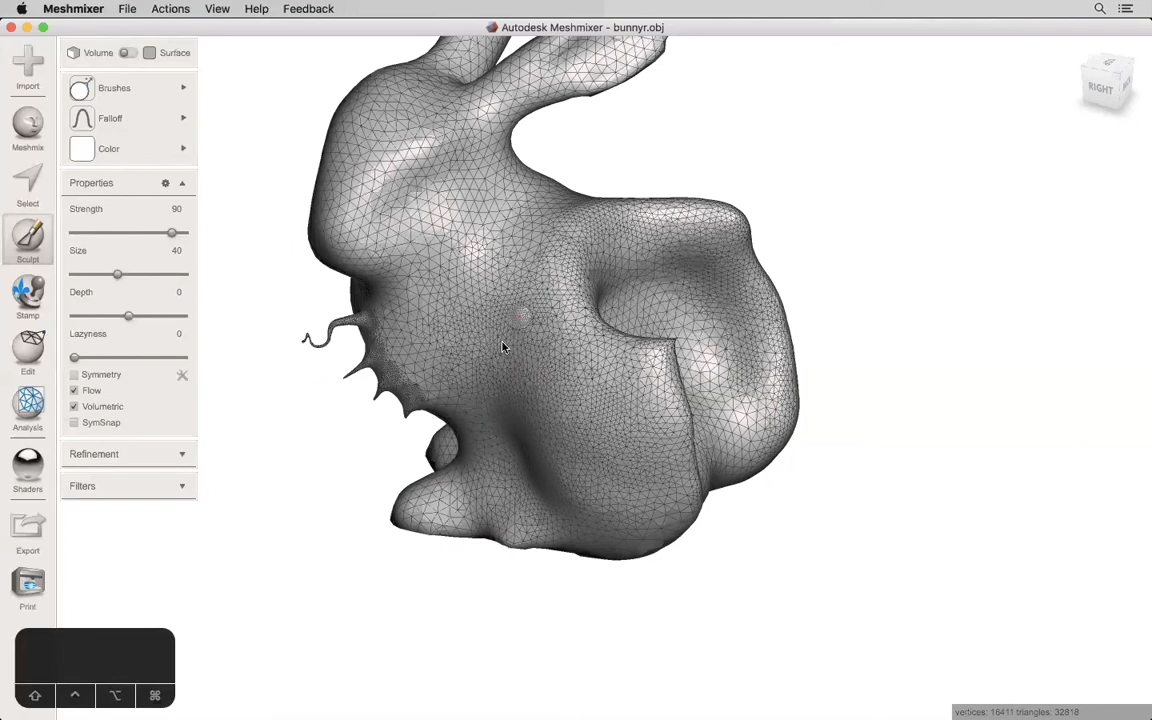 Meshmixer File Actions View Help Feedback
Autodesk Meshmixer - bunnyr.obj
Import
Meshmix
Select
Sculpt
Stamp
Edit
Analysis
Shaders
Export
Print
Volume Surface
Brushes
Falloff
Color
Properties
Strength 90
Size 40
Depth 0
Lazyness 0
Symmetry
Flow
Volumetric
SymSnap
Refinement
Filters
RIGHT
vertices: 16411 triangles: 32818